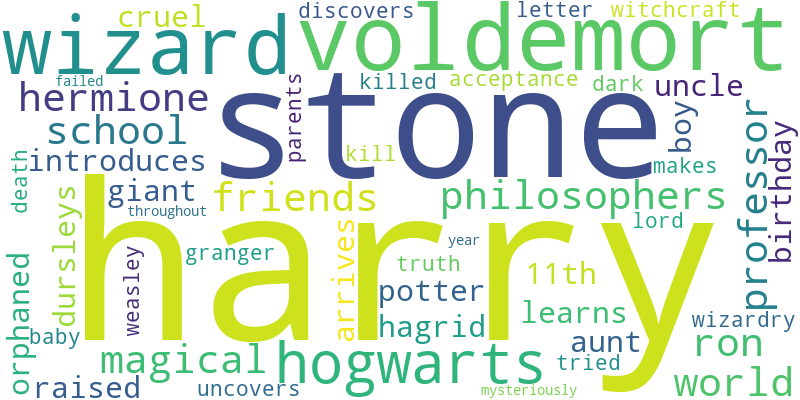 cruel
discovers
letter
witchcraft
wizard
voldemort
failed
killed
acceptance
dark
uncle
hermione
stone
parents
boy
school
kill
introduces
makes
death
giant
friends
philosophers
professor
birthday
throughout
lord
dursleys
harry
granger
year
arrives
truth
11th
weasley
potter
learns
wizardry
orphaned
baby
hagrid
aunt
ron
magical
hogwarts
tried
world
raised
uncovers
mysteriously